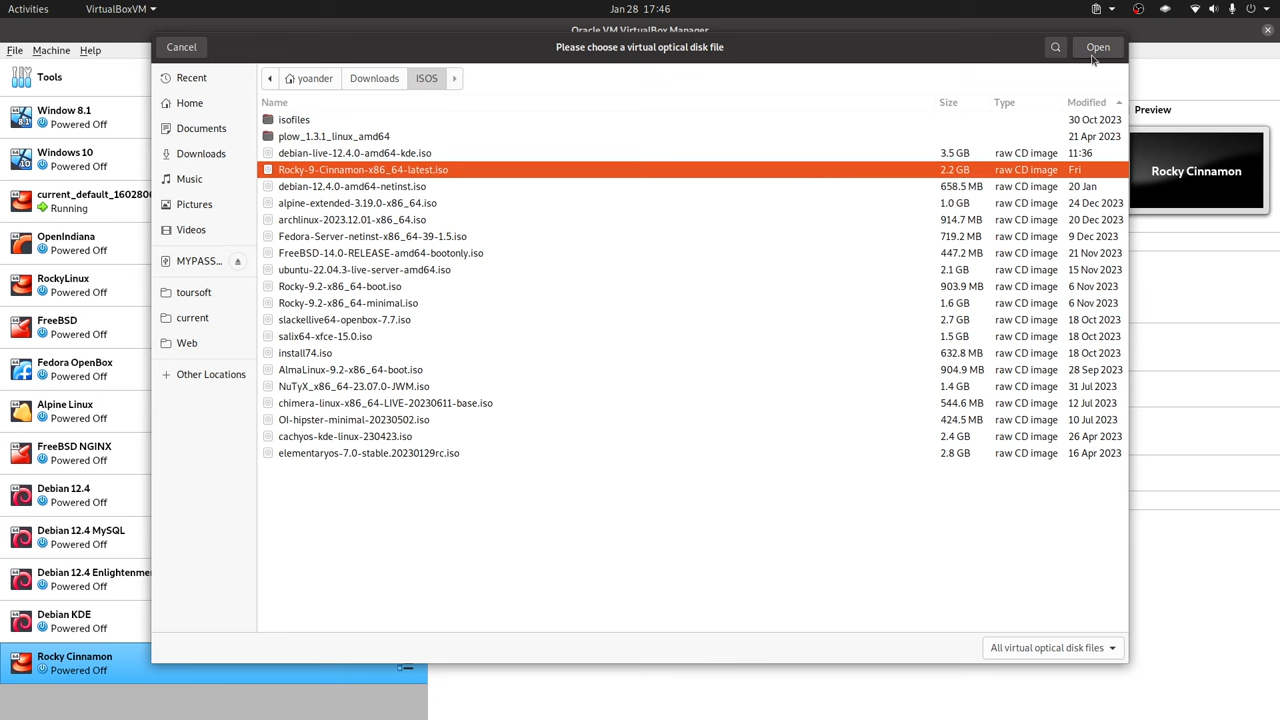 Activities VirtualBoxVM Jan 28 17:46
Oracle VM VirtualBox Manager
File Machine Help
Cancel Please choose a virtual optical disk file Open
Tools
Window 8.1
Powered Off
Windows 10
Powered Off
current_default_1602806
Running
OpenIndiana
Powered Off
RockyLinux
Powered Off
FreeBSD
Powered Off
Fedora OpenBox
Powered Off
Alpine Linux
Powered Off
FreeBSD NGINX
Powered Off
Debian 12.4
Powered Off
Debian 12.4 MySQL
Powered Off
Debian 12.4 Enlightenme
Powered Off
Debian KDE
Powered Off
Rocky Cinnamon
Powered Off
Recent
Home
Documents
Downloads
Music
Pictures
Videos
MYPASS...
toursoft
current
Web
Other Locations
yoander Downloads ISOS
Name Size Type Modified
isofiles 30 Oct 2023
plow_1.3.1_linux_amd64 21 Apr 2023
debian-live-12.4.0-amd64-kde.iso 3.5 GB raw CD image 11:36
Rocky-9-Cinnamon-x86_64-latest.iso 2.2 GB raw CD image Fri
debian-12.4.0-amd64-netinst.iso 658.5 MB raw CD image 20 Jan
alpine-extended-3.19.0-x86_64.iso 1.0 GB raw CD image 24 Dec 2023
archlinux-2023.12.01-x86_64.iso 914.7 MB raw CD image 20 Dec 2023
Fedora-Server-netinst-x86_64-39-1.5.iso 719.2 MB raw CD image 9 Dec 2023
FreeBSD-14.0-RELEASE-amd64-bootonly.iso 447.2 MB raw CD image 21 Nov 2023
ubuntu-22.04.3-live-server-amd64.iso 2.1 GB raw CD image 15 Nov 2023
Rocky-9.2-x86_64-boot.iso 903.9 MB raw CD image 6 Nov 2023
Rocky-9.2-x86_64-minimal.iso 1.6 GB raw CD image 6 Nov 2023
slackellive64-openbox-7.7.iso 2.7 GB raw CD image 18 Oct 2023
salix64-xfce-15.0.iso 1.5 GB raw CD image 18 Oct 2023
install74.iso 632.8 MB raw CD image 18 Oct 2023
AlmaLinux-9.2-x86_64-boot.iso 904.9 MB raw CD image 28 Sep 2023
NuTyX_x86_64-23.07.0-JWM.iso 1.4 GB raw CD image 31 Jul 2023
chimera-linux-x86_64-LIVE-20230611-base.iso 544.6 MB raw CD image 12 Jul 2023
OI-hipster-minimal-20230502.iso 424.5 MB raw CD image 10 Jul 2023
cachyos-kde-linux-230423.iso 2.4 GB raw CD image 26 Apr 2023
elementaryos-7.0-stable.20230129rc.iso 2.8 GB raw CD image 16 Apr 2023
All virtual optical disk files
Preview
Rocky Cinnamon